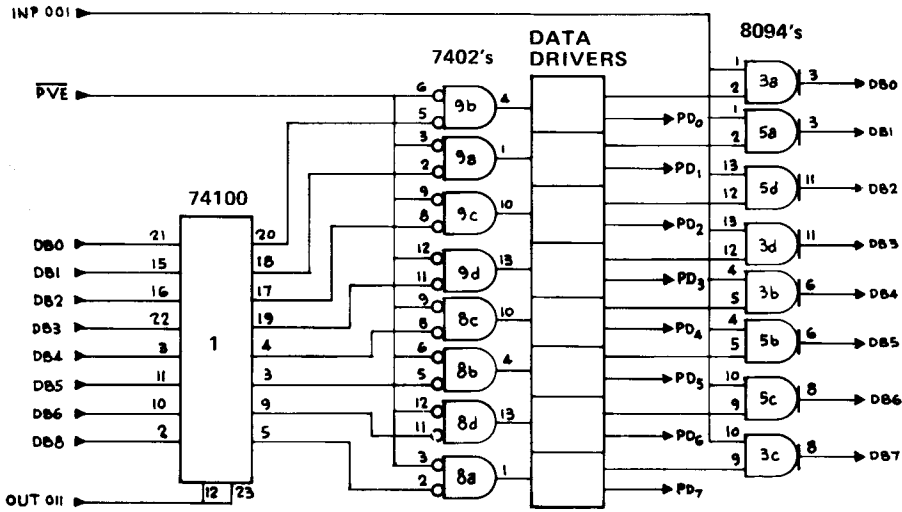 INP 001
8094's
7402's
DATA
DRIVERS
PVE
6
9b
4
5
3
9a
1
2
74100
9
9c
10
8
12
9d
13
11
9
8c
10
8
6
8b
4
5
12
8d
13
11
3
8a
1
2
DB0 21
DB1 15
DB2 16
DB3 22
DB4 8
DB5 11
DB6 10
DB8 2
1
20
18
17
19
4
3
9
5
12 23
OUT 011
PD0
PD1
PD2
PD3
PD4
PD5
PD6
PD7
1
3a 3 DB0
2
1
5a 3 DB1
2
13
5d 11 DB2
12
13
3d 11 DB3
12
4
3b 6 DB4
5
4
5b 6 DB5
5
10
5c 8 DB6
9
10
3c 8 DB7
9